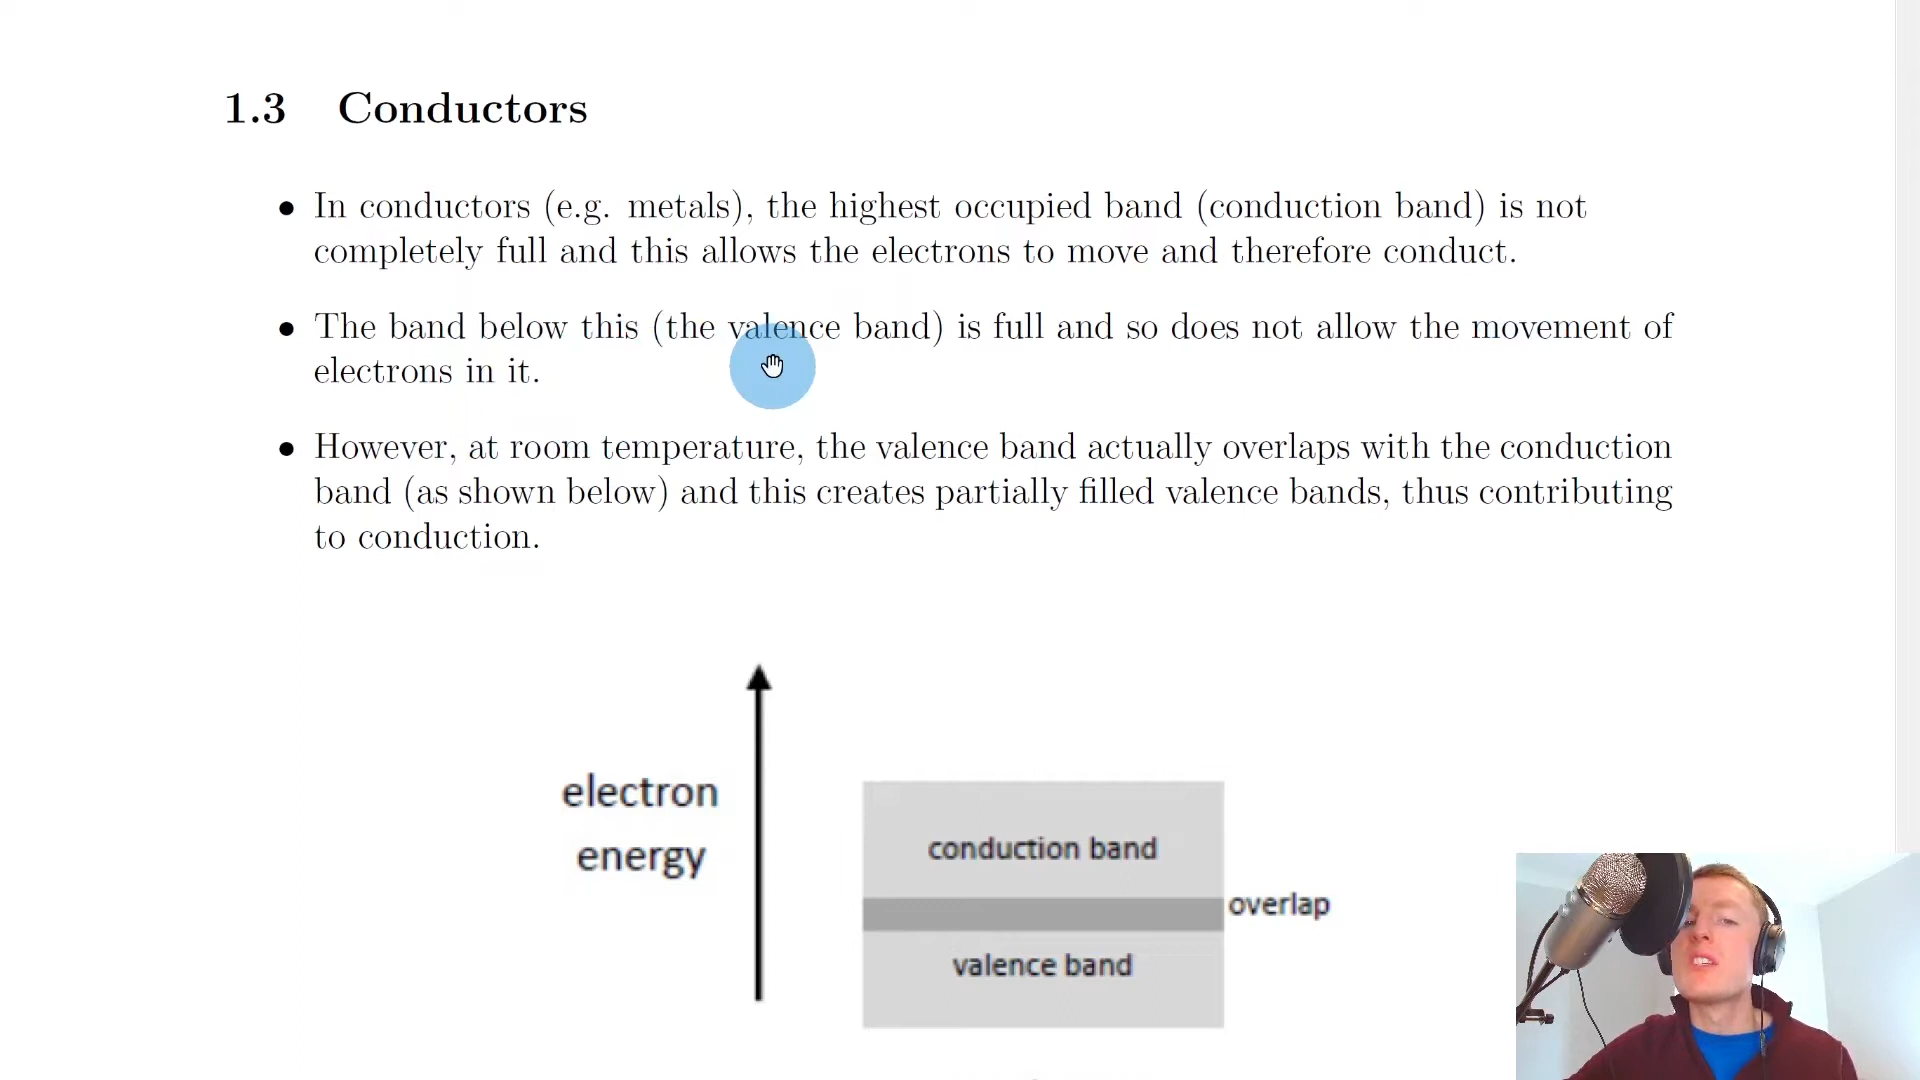 1.3 Conductors
• In conductors (e.g. metals), the highest occupied band (conduction band) is not
completely full and this allows the electrons to move and therefore conduct.
• The band below this (the valence band) is full and so does not allow the movement of
electrons in it.
• However, at room temperature, the valence band actually overlaps with the conduction
band (as shown below) and this creates partially filled valence bands, thus contributing
to conduction.
electron
energy
conduction band
overlap
valence band